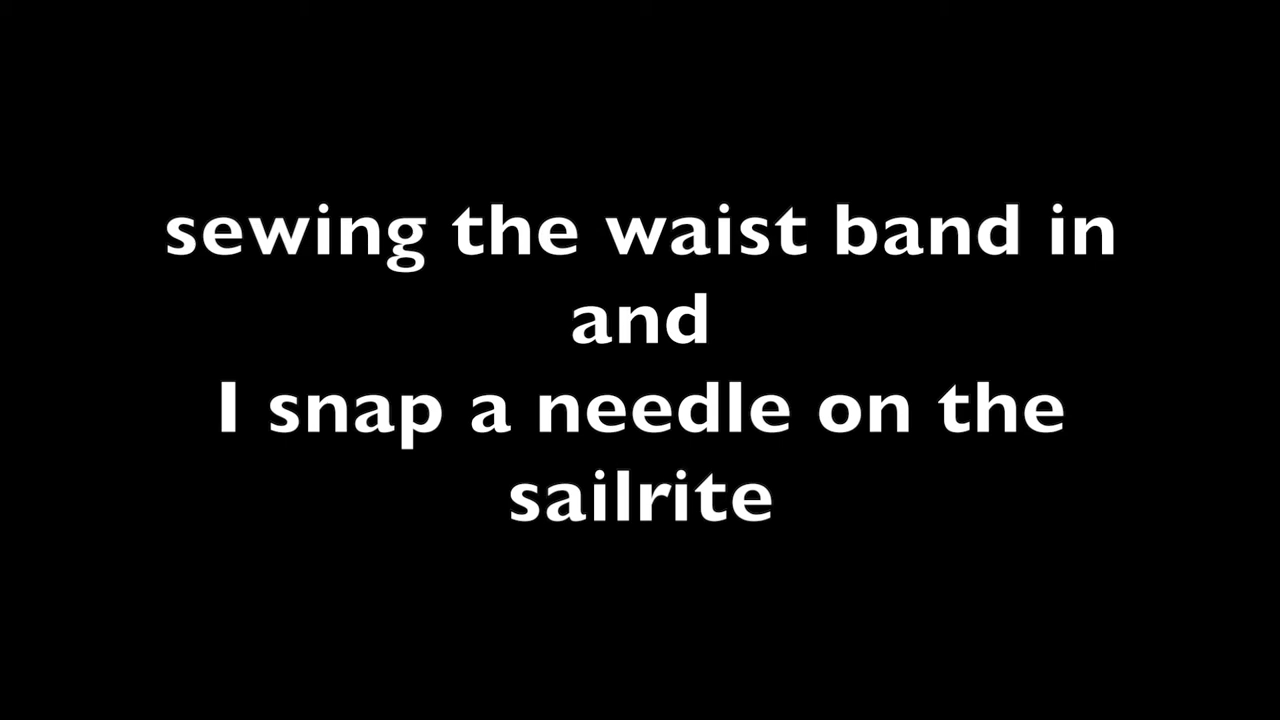 sewing the waist band in
and
I snap a needle on the
sailrite